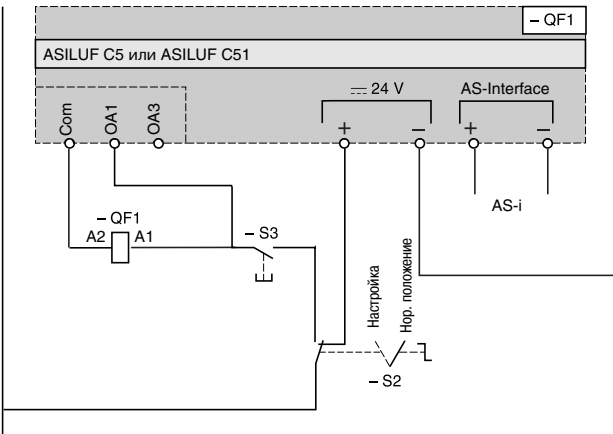 – QF1
ASILUF C5 или ASILUF C51
Com
OA1
OA3
24 V
+
–
AS-Interface
+
–
AS-i
– QF1
A2
A1
– S3
Настройка
Нор. положение
– S2